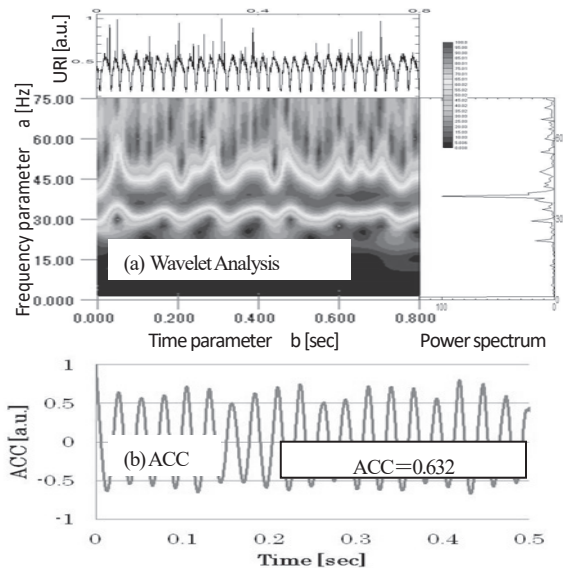 0 0.4 0.8
1
0.5
URI [a.u.]
75.00
60.00
45.00
30.00
15.00
0.000
Frequency parameter a [Hz]
(a) Wavelet Analysis
0.000 0.200 0.400 0.600 0.800
100 0
Time parameter b [sec] Power spectrum
1
0.5
0
-0.5
-1
ACC [a.u.]
(b) ACC
ACC=0.632
0 0.1 0.2 0.3 0.4 0.5
Time [sec]